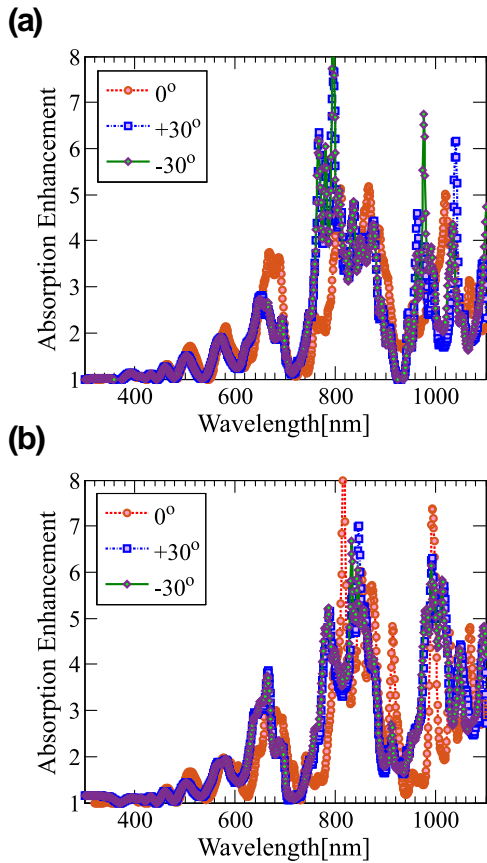 (a)
8
7
6
5
4
3
2
1
Absorption Enhancement
0°
+30°
-30°
400 600 800 1000
Wavelength[nm]
(b)
8
7
6
5
4
3
2
1
Absorption Enhancement
0°
+30°
-30°
400 600 800 1000
Wavelength[nm]